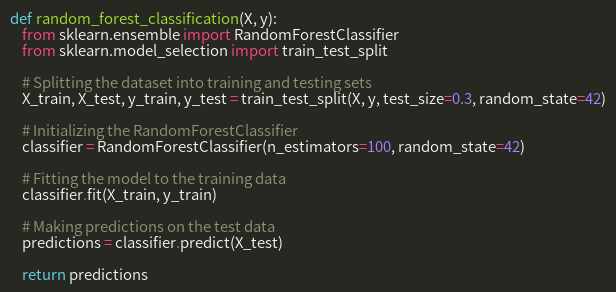 def random_forest_classification(X, y):
from sklearn.ensemble import RandomForestClassifier
from sklearn.model_selection import train_test_split
# Splitting the dataset into training and testing sets
X_train, X_test, y_train, y_test = train_test_split(X, y, test_size=0.3, random_state=42)
# Initializing the RandomForestClassifier
classifier = RandomForestClassifier(n_estimators=100, random_state=42)
# Fitting the model to the training data
classifier.fit(X_train, y_train)
# Making predictions on the test data
predictions = classifier.predict(X_test)
return predictions